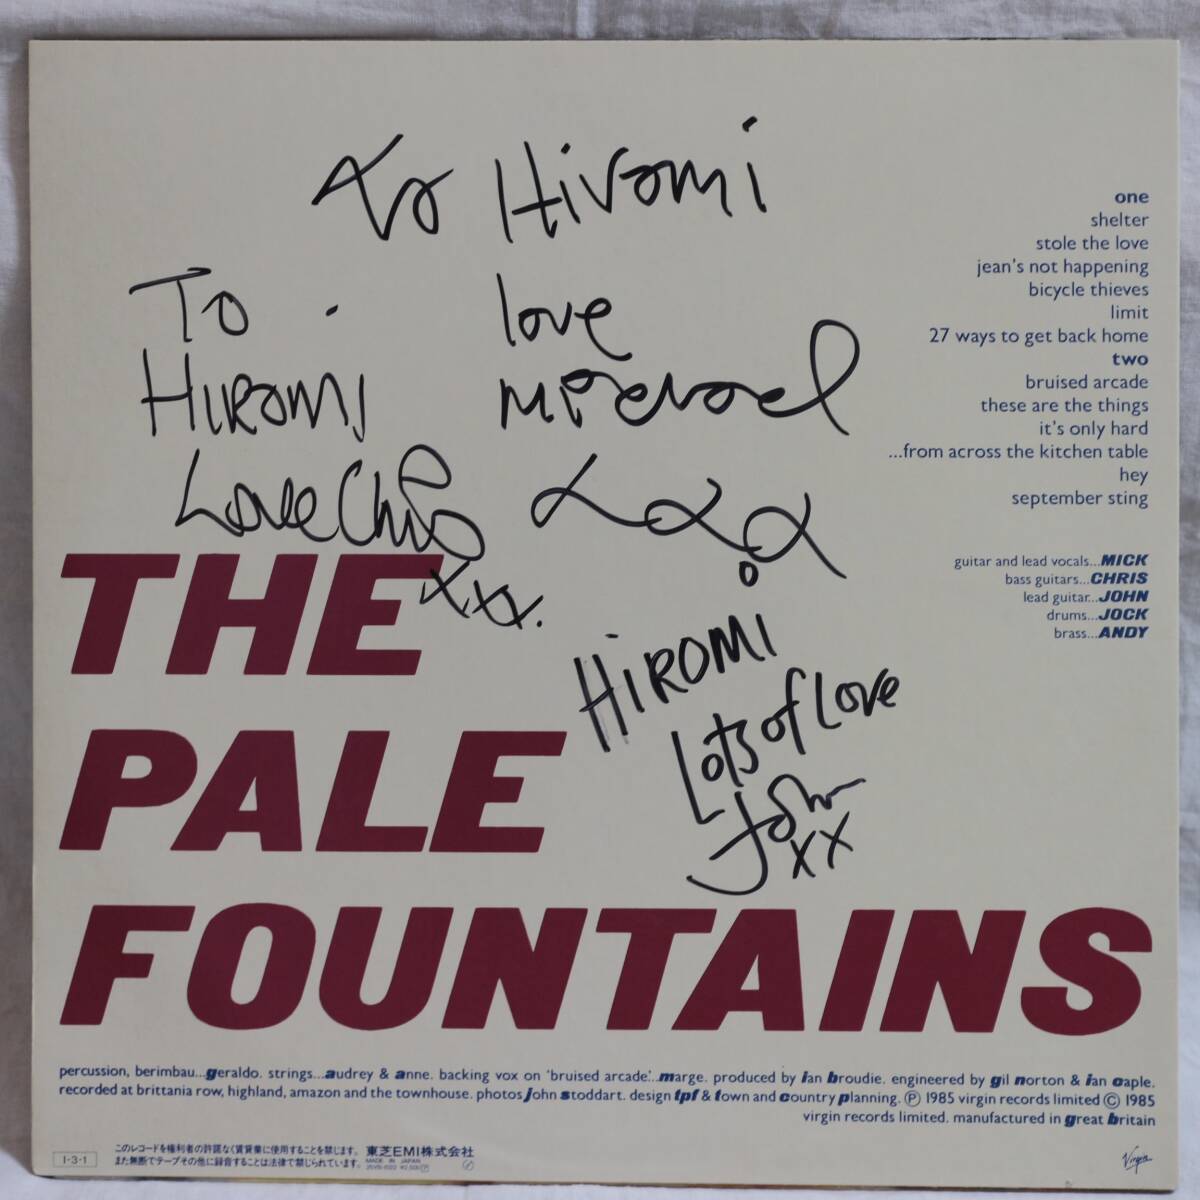 To Hiromi
love
Michael
xxx
To
HIROMI
Love Chris
xxx.
HIROMI
Lots of Love
John
xx
one
shelter
stole the love
jean's not happening
bicycle thieves
limit
27 ways to get back home
two
bruised arcade
these are the things
it's only hard
...from across the kitchen table
hey
september sting
guitar and lead vocals...MICK
bass guitars...CHRIS
lead guitar...JOHN
drums...JOCK
brass...ANDY
THE
PALE
FOUNTAINS
percussion, berimbau...geraldo. strings...audrey & anne. backing vox on 'bruised arcade'...marge. produced by ian broudie. engineered by gil norton & ian caple.
recorded at brittania row, highland, amazon and the townhouse. photos john stoddart. design tpf & town and country planning. Ⓟ 1985 virgin records limited © 1985
virgin records limited. manufactured in great britain
1-3-1
このレコードを権利者の許諾なく賃貸業に使用することを禁じます。 東芝EMI株式会社
また無断でテープその他に録音することは法律で禁じられています。 MADE IN JAPAN
Virgin